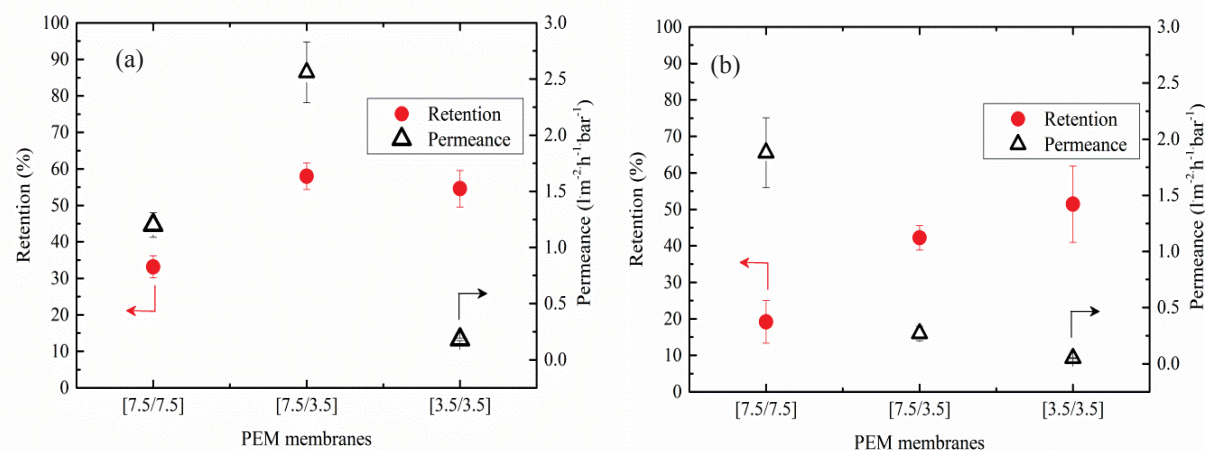 (a)
Retention (%)
100
90
80
70
60
50
40
30
20
10
0
Retention
Permeance
3.0
2.5
2.0
1.5
1.0
0.5
0.0
Permeance (l·m⁻²·h⁻¹·bar⁻¹)
[7.5/7.5] [7.5/3.5] [3.5/3.5]
PEM membranes
(b)
Retention (%)
100
90
80
70
60
50
40
30
20
10
0
Retention
Permeance
3.0
2.5
2.0
1.5
1.0
0.5
0.0
Permeance (l·m⁻²·h⁻¹·bar⁻¹)
[7.5/7.5] [7.5/3.5] [3.5/3.5]
PEM membranes